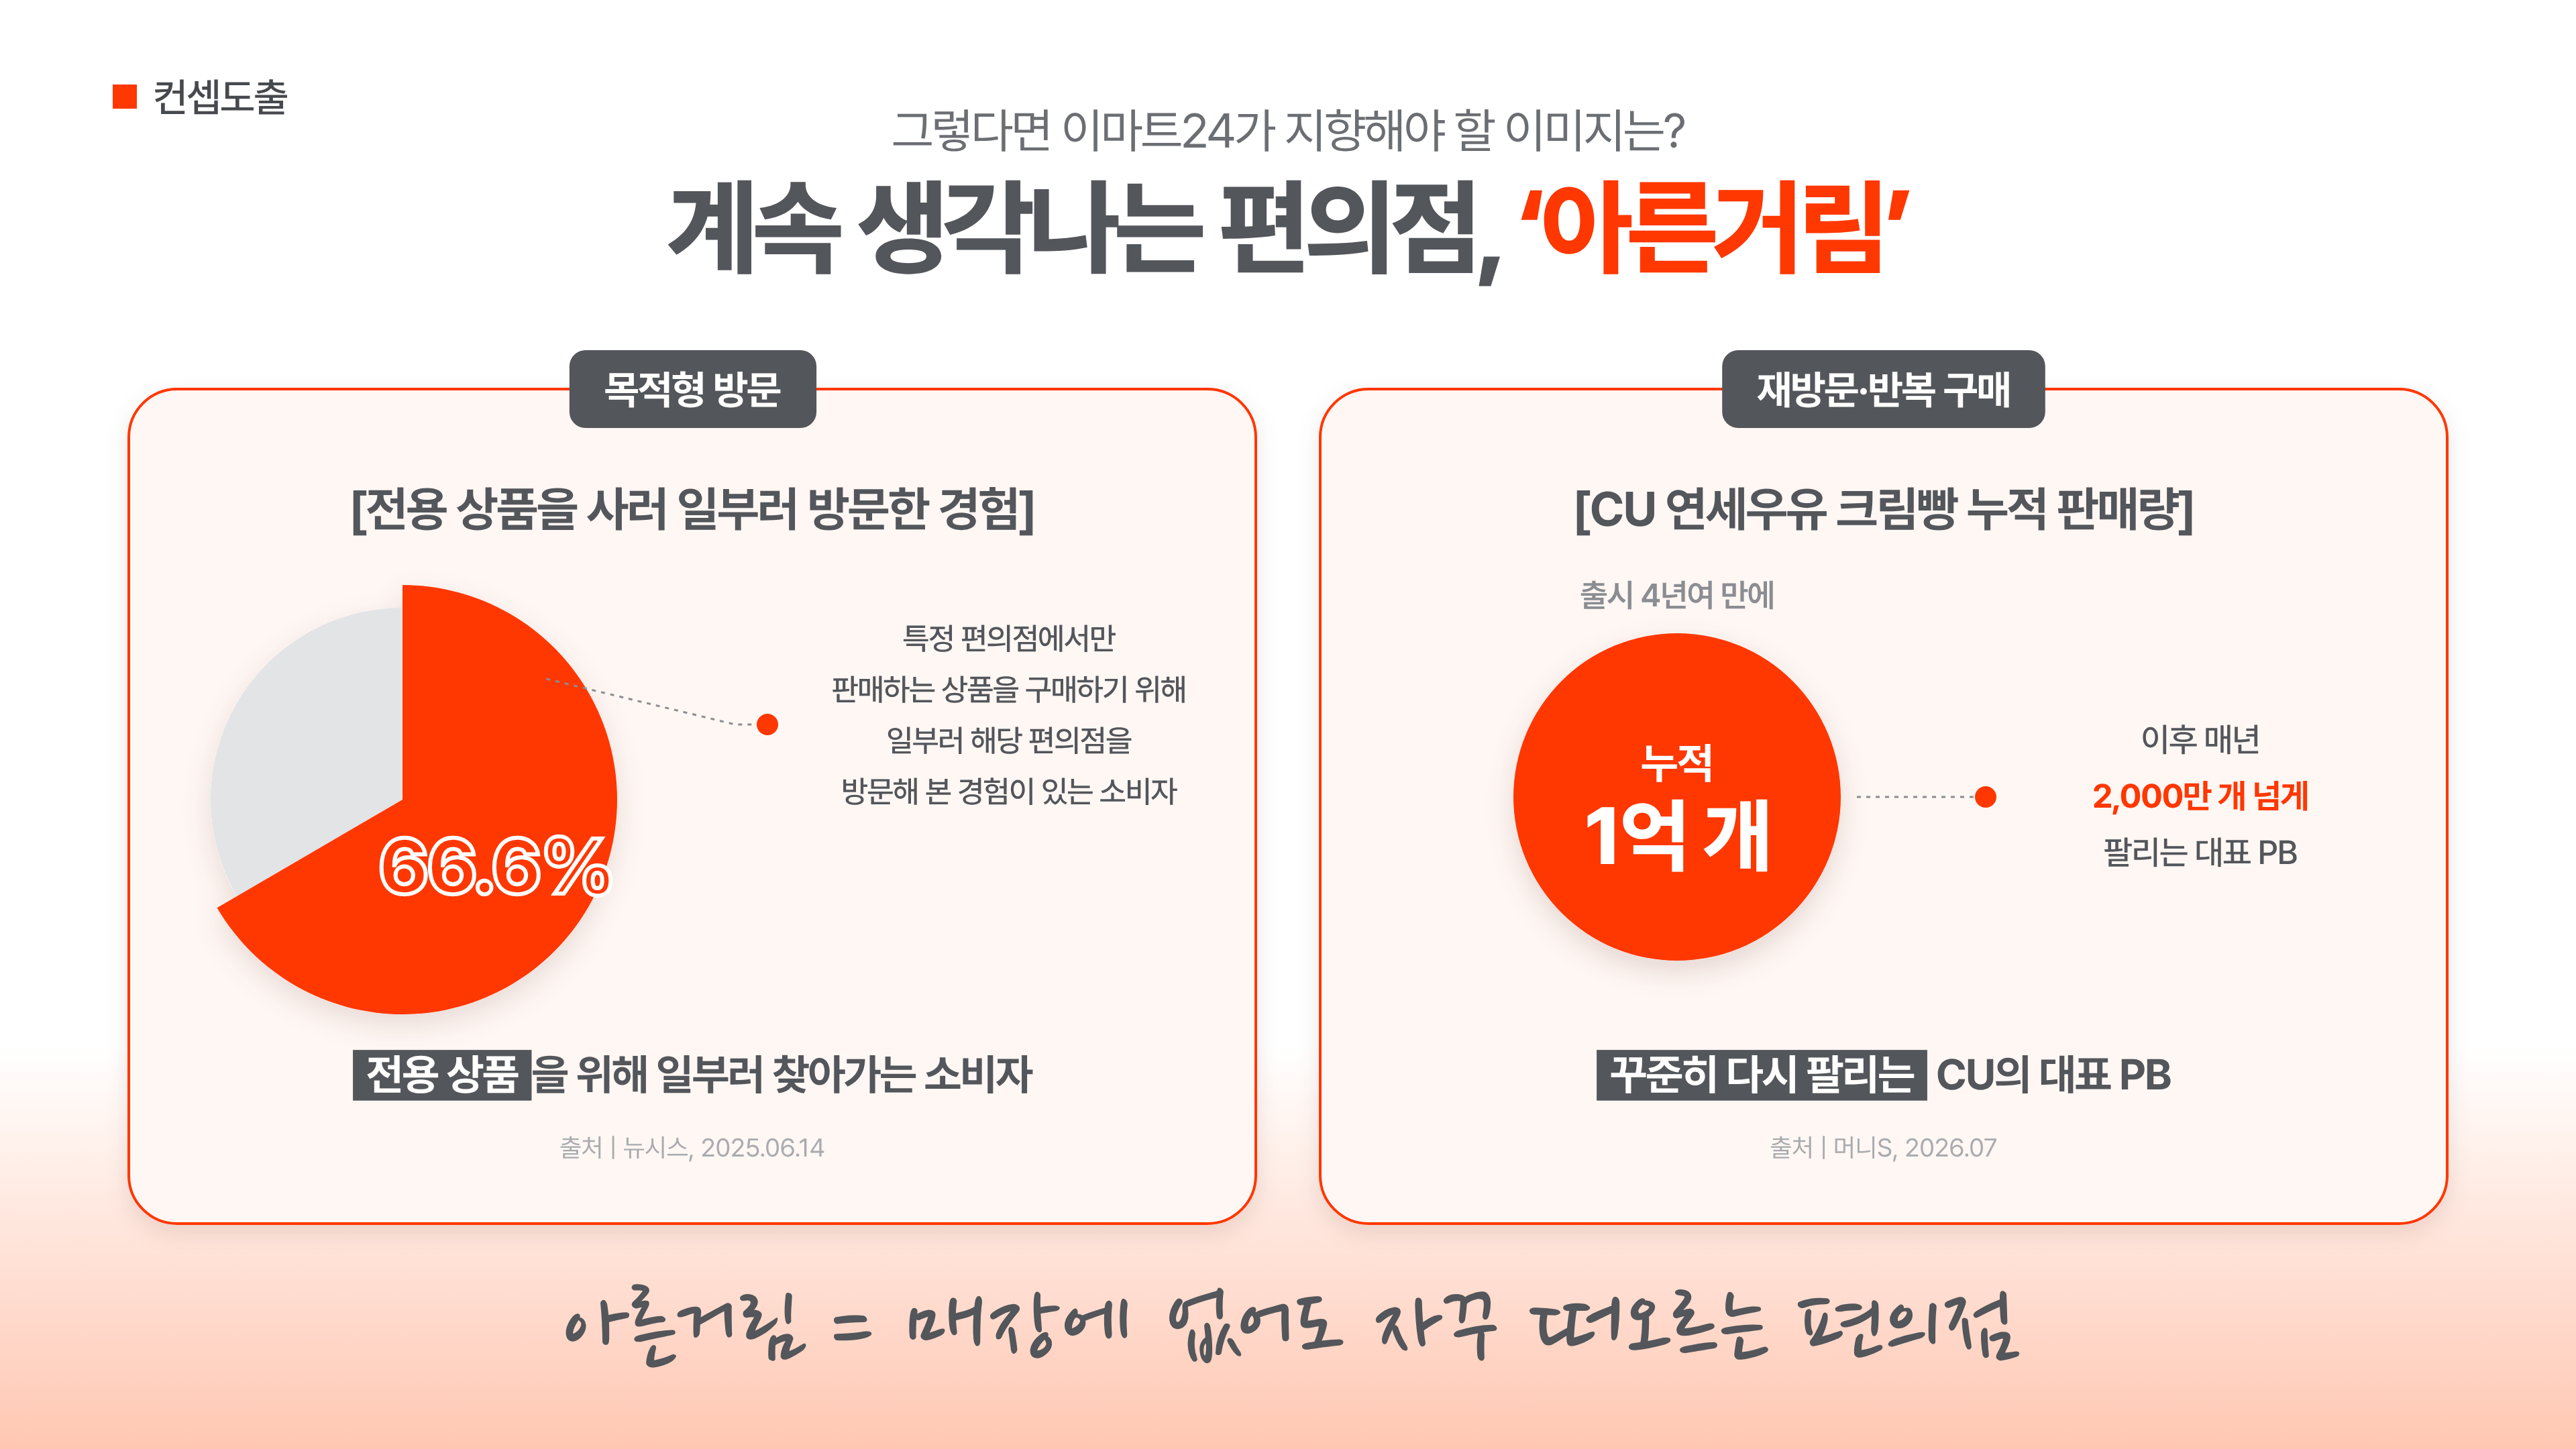 컨셉도출
그렇다면 이마트24가 지향해야 할 이미지는?
계속 생각나는 편의점, ‘아른거림’
목적형 방문
[전용 상품을 사러 일부러 방문한 경험]
66.6%
특정 편의점에서만
판매하는 상품을 구매하기 위해
일부러 해당 편의점을
방문해 본 경험이 있는 소비자
전용 상품을 위해 일부러 찾아가는 소비자
출처 | 뉴시스, 2025.06.14
재방문·반복 구매
[CU 연세우유 크림빵 누적 판매량]
출시 4년여 만에
누적
1억 개
이후 매년
2,000만 개 넘게
팔리는 대표 PB
꾸준히 다시 팔리는 CU의 대표 PB
출처 | 머니S, 2026.07
아른거림 = 매장에 없어도 자꾸 떠오르는 편의점